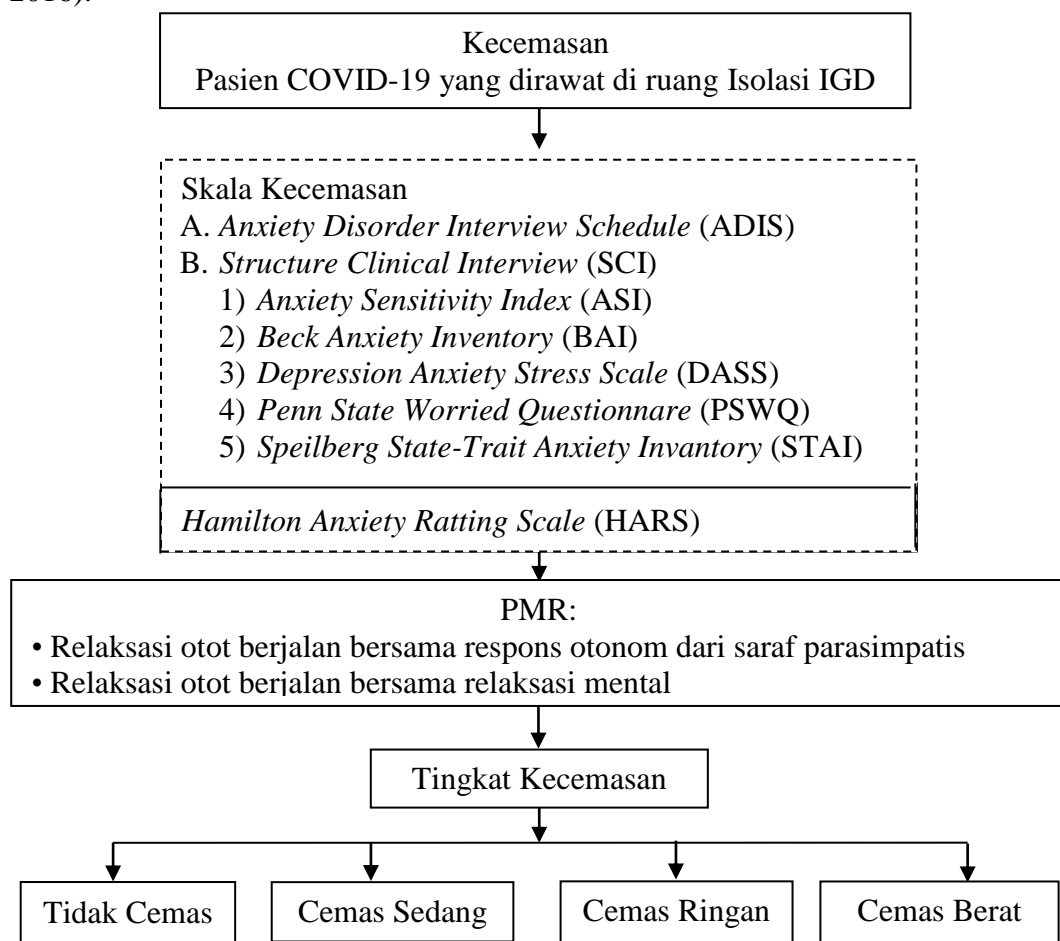 Kecemasan
Pasien COVID-19 yang dirawat di ruang Isolasi IGD
Skala Kecemasan
A. Anxiety Disorder Interview Schedule (ADIS)
B. Structure Clinical Interview (SCI)
1) Anxiety Sensitivity Index (ASI)
2) Beck Anxiety Inventory (BAI)
3) Depression Anxiety Stress Scale (DASS)
4) Penn State Worried Questionnare (PSWQ)
5) Speilberg State-Trait Anxiety Invantory (STAI)
Hamilton Anxiety Ratting Scale (HARS)
PMR:
• Relaksasi otot berjalan bersama respons otonom dari saraf parasimpatis
• Relaksasi otot berjalan bersama relaksasi mental
Tingkat Kecemasan
Tidak Cemas
Cemas Sedang
Cemas Ringan
Cemas Berat